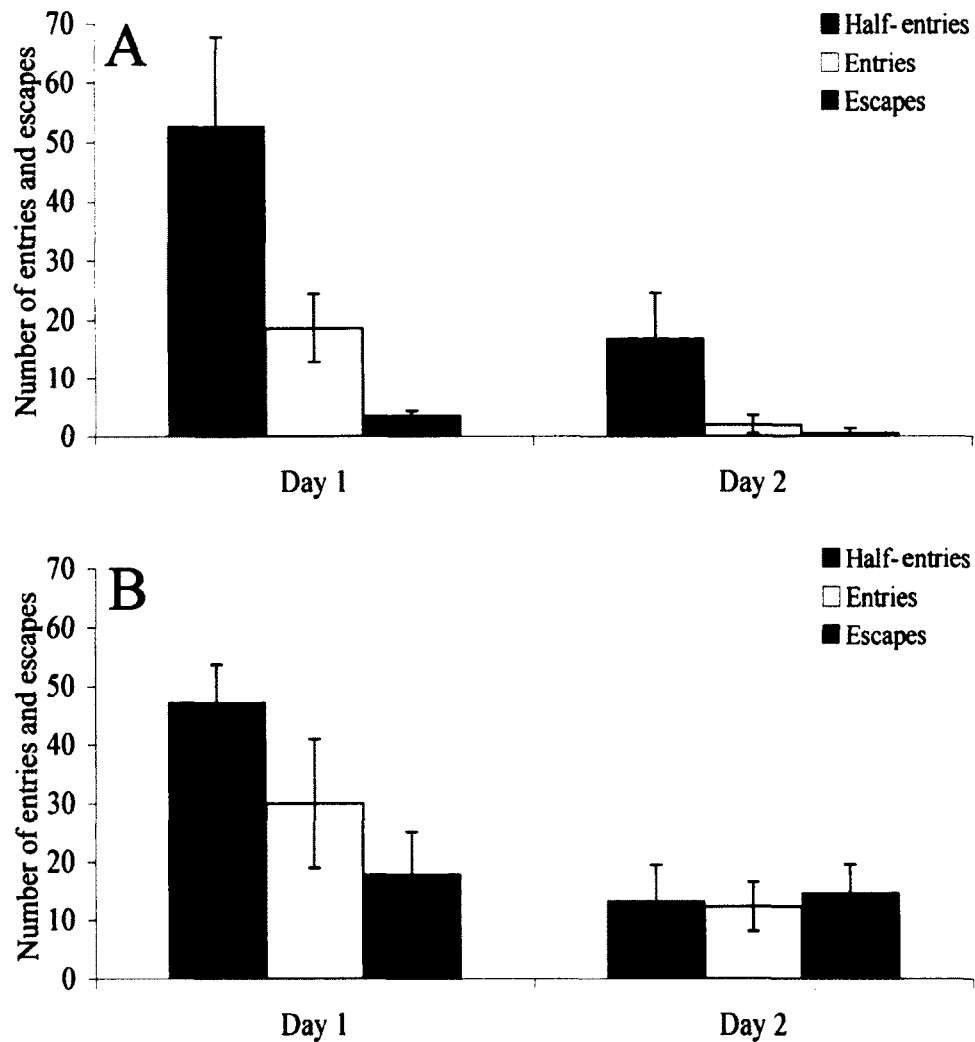 A
Number of entries and escapes
70
60
50
40
30
20
10
0
Half-entries
Entries
Escapes
Day 1
Day 2
B
Number of entries and escapes
70
60
50
40
30
20
10
0
Half-entries
Entries
Escapes
Day 1
Day 2